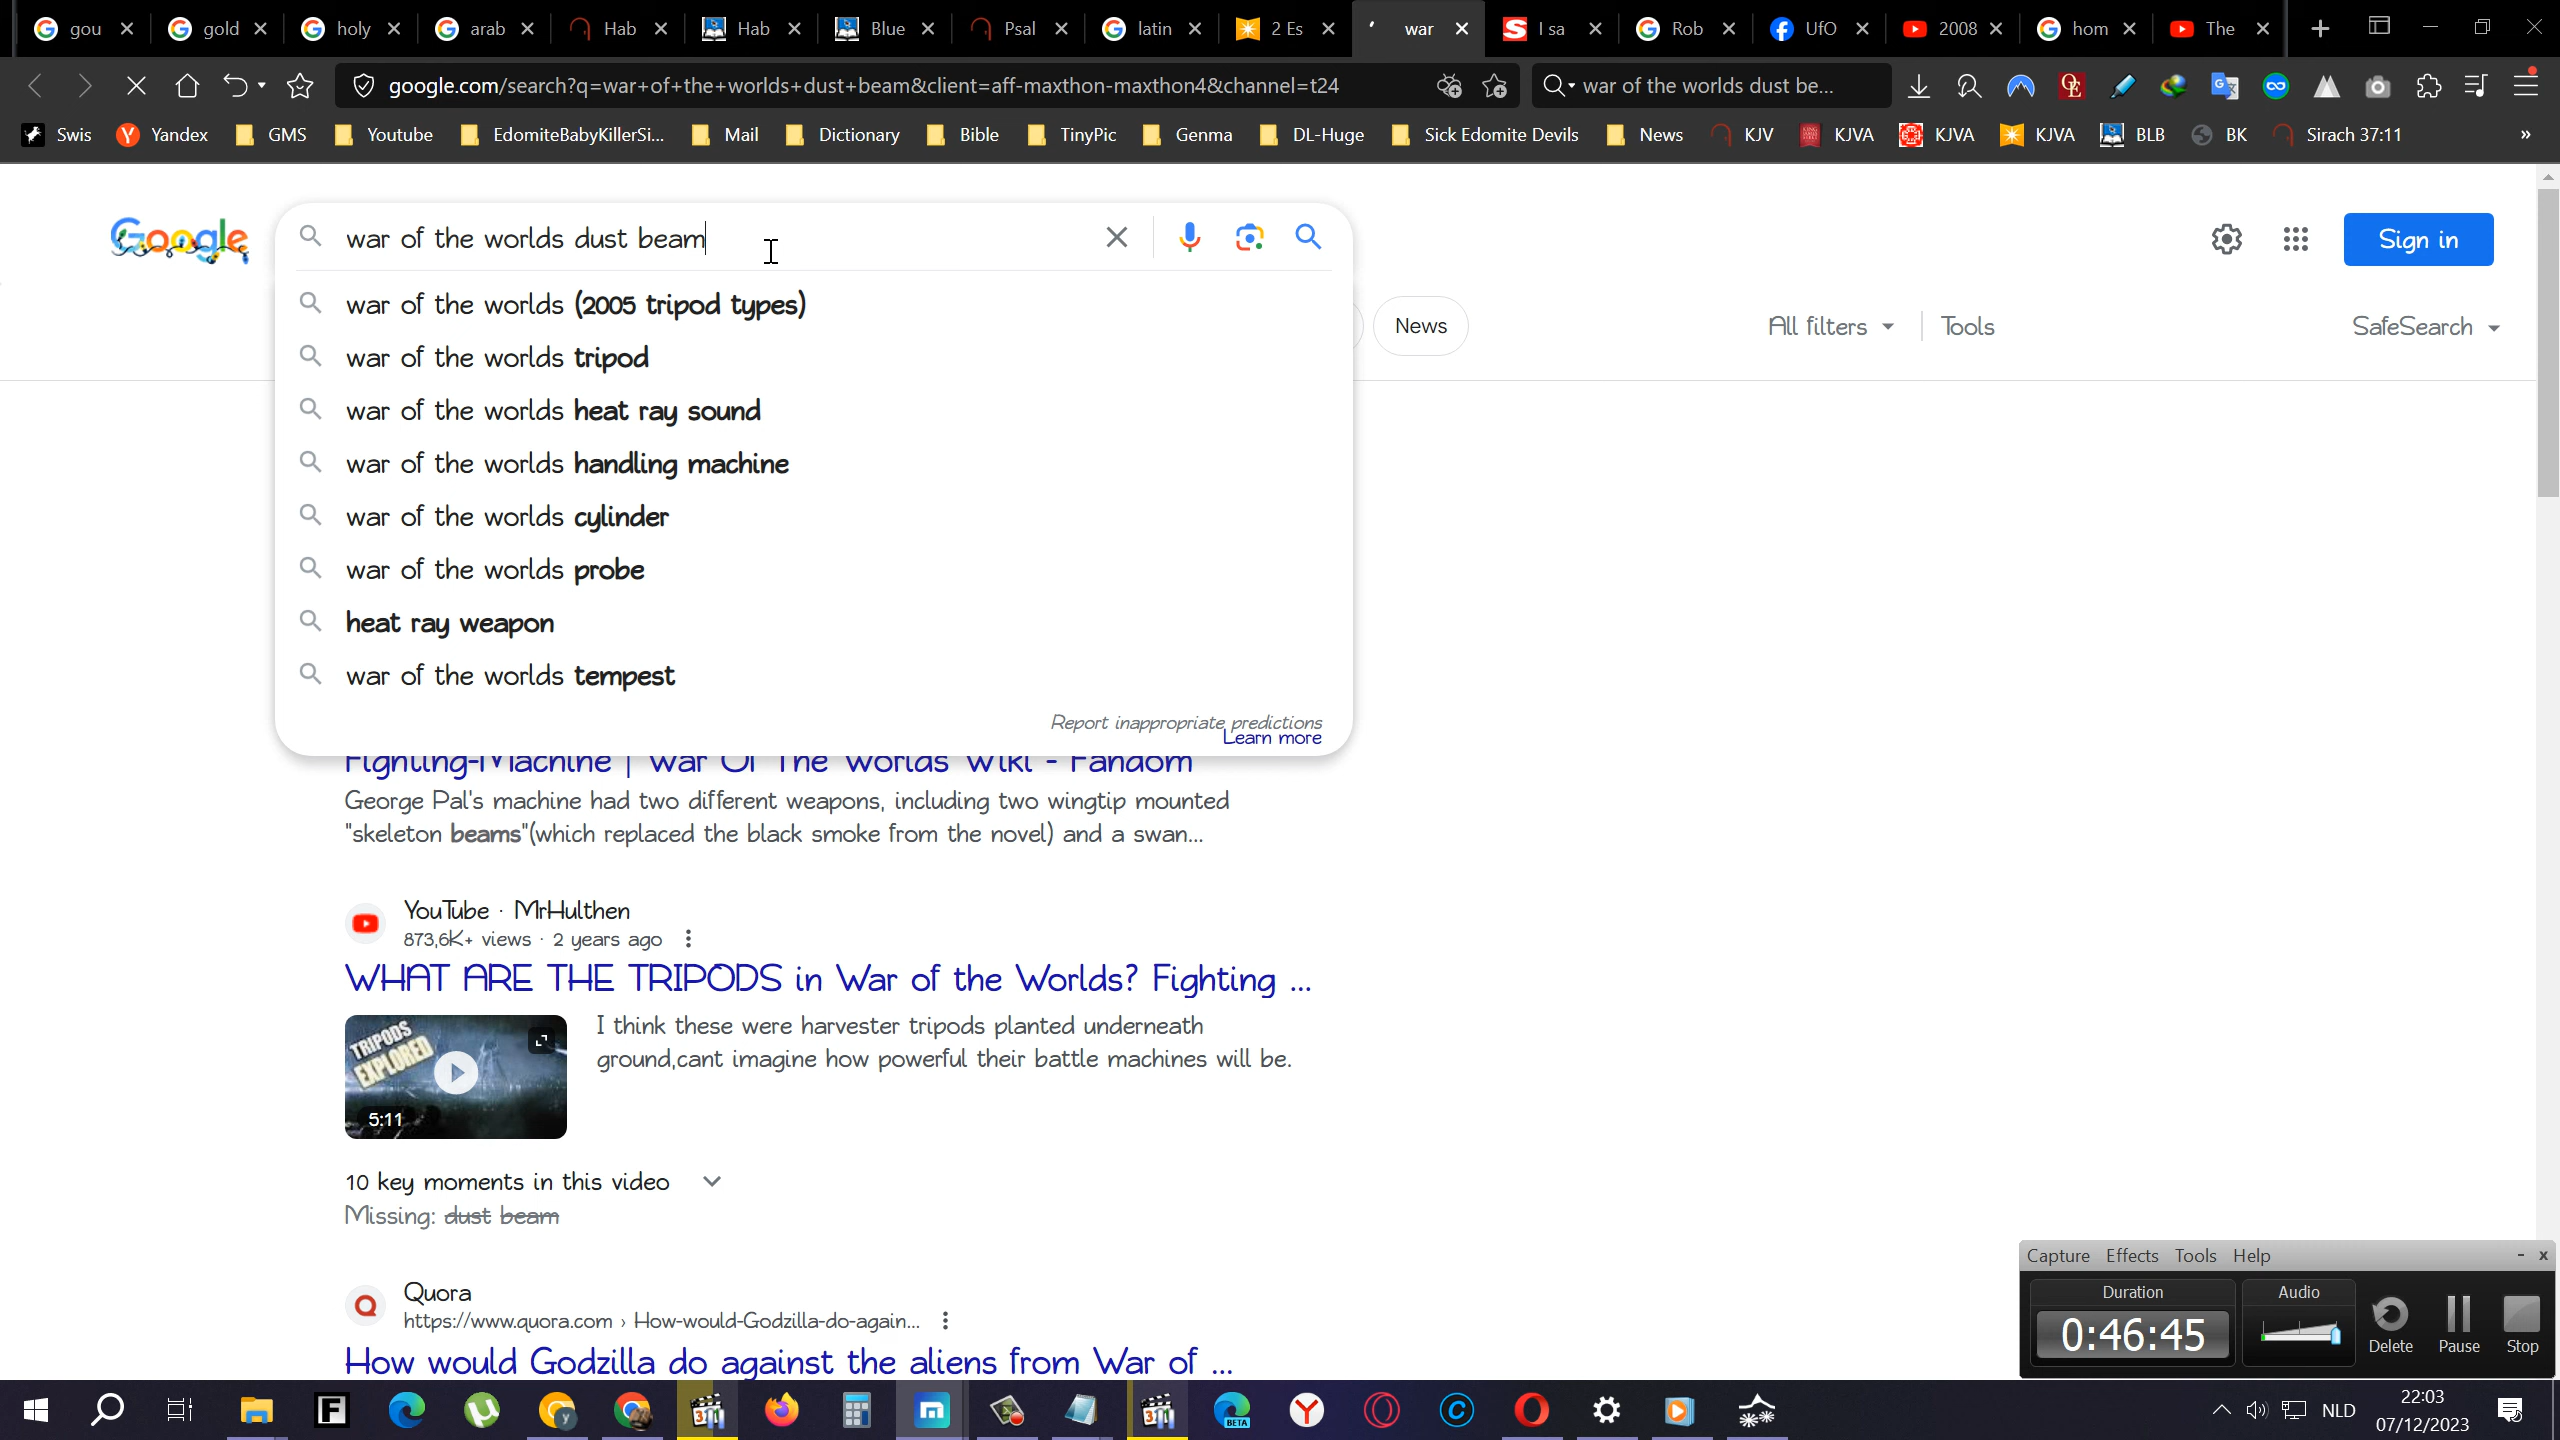 gou gold holy arab Hab Hab Blue Psal latin 2 Es war I sa Rob UfO 2008 hom The
google.com/search?q=war+of+the+worlds+dust+beam&client=aff-maxthon-maxthon4&channel=t24
war of the worlds dust be...
Swis Yandex GMS Youtube EdomiteBabyKillerSi... Mail Dictionary Bible TinyPic Genma DL-Huge Sick Edomite Devils News KJV KJVA KJVA KJVA BLB BK Sirach 37:11 »
Google
war of the worlds dust beam
Sign in
war of the worlds (2005 tripod types)
News
All filters
Tools
SafeSearch
war of the worlds tripod
war of the worlds heat ray sound
war of the worlds handling machine
war of the worlds cylinder
war of the worlds probe
heat ray weapon
war of the worlds tempest
Report inappropriate predictions
Learn more
Fighting-Machine | War Of The Worlds Wiki - Fandom
George Pal's machine had two different weapons, including two wingtip mounted
"skeleton beams"(which replaced the black smoke from the novel) and a swan...
YouTube · MrHulthen
873,6K+ views · 2 years ago
WHAT ARE THE TRIPODS in War of the Worlds? Fighting ...
TRIPODS
EXPLORED
5:11
I think these were harvester tripods planted underneath
ground,cant imagine how powerful their battle machines will be.
10 key moments in this video
Missing: dust beam
Quora
https://www.quora.com › How-would-Godzilla-do-again...
How would Godzilla do against the aliens from War of ...
Capture Effects Tools Help - x
Duration
Audio
0:46:45
Delete Pause Stop
BETA
NLD
22:03
07/12/2023